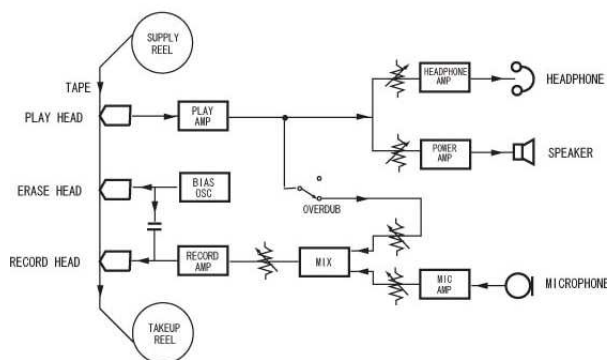 SUPPLY
REEL
TAPE
PLAY HEAD
PLAY
AMP
HEADPHONE
AMP
HEADPHONE
POWER
AMP
SPEAKER
ERASE HEAD
BIAS
OSC
OVERDUB
RECORD HEAD
RECORD
AMP
MIX
MIC
AMP
MICROPHONE
TAKEUP
REEL